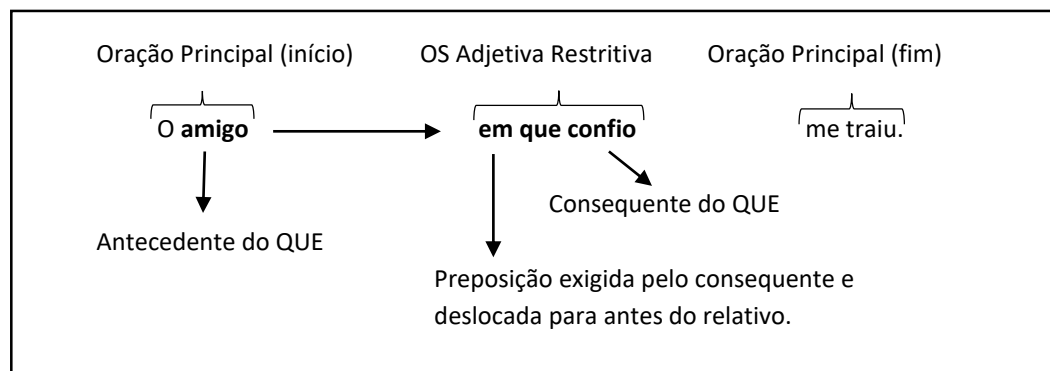 Oração Principal (início) OS Adjetiva Restritiva Oração Principal (fim)
O amigo em que confio me traiu.
Consequente do QUE
Antecedente do QUE
Preposição exigida pelo consequente e
deslocada para antes do relativo.